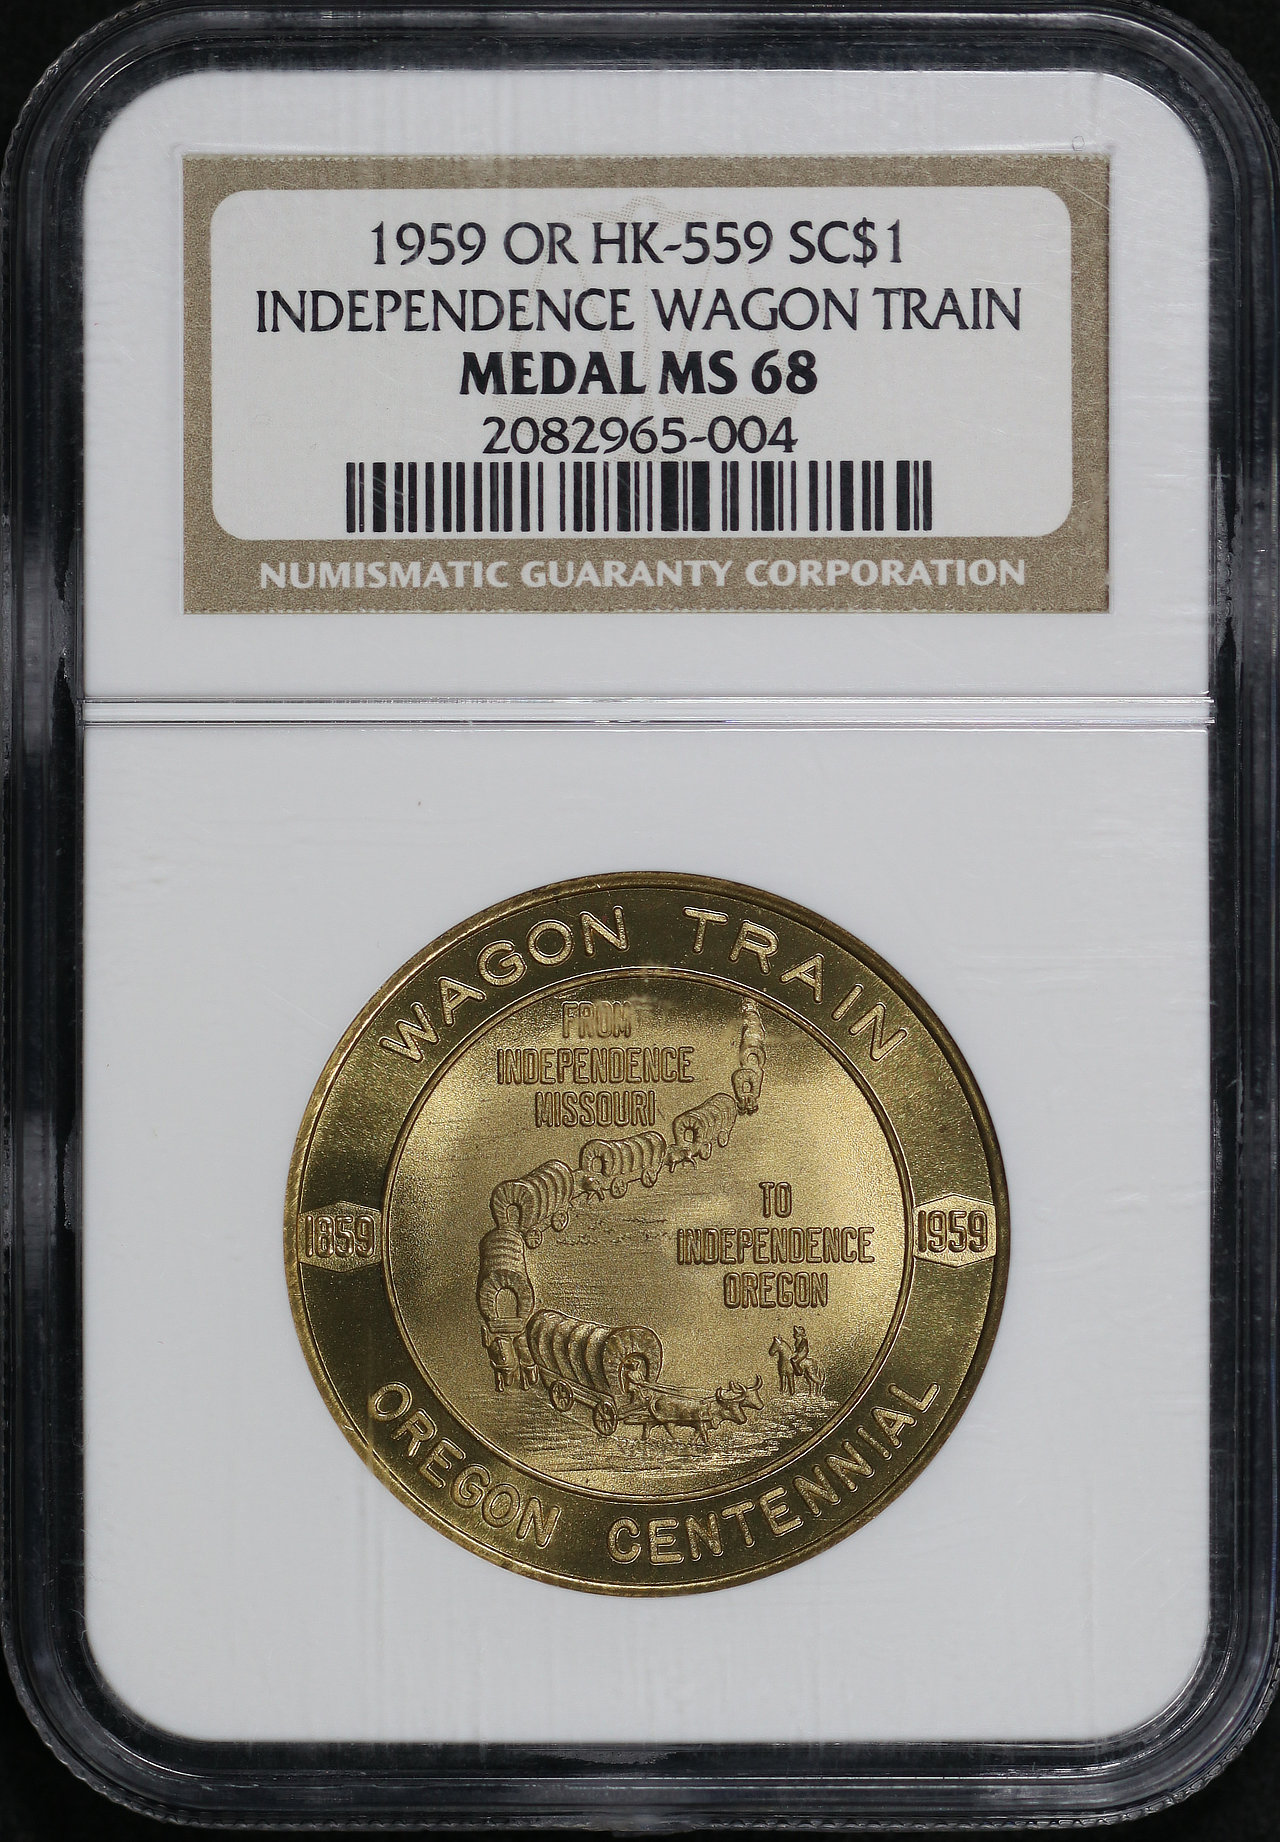 1959 OR HK-559 SC$1
INDEPENDENCE WAGON TRAIN
MEDAL MS 68
2082965-004
NUMISMATIC GUARANTY CORPORATION
WAGON TRAIN
FROM
INDEPENDENCE
MISSOURI
TO
INDEPENDENCE
OREGON
1859
1959
OREGON CENTENNIAL